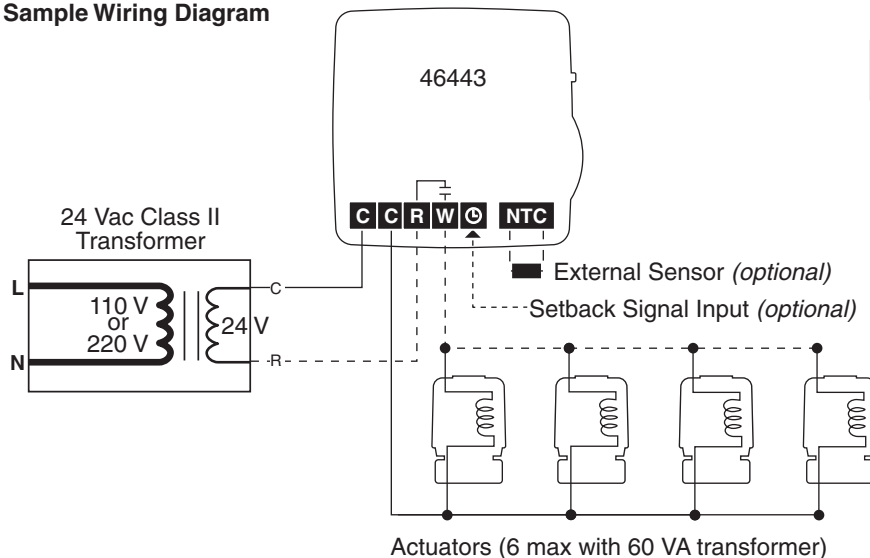 Sample Wiring Diagram
46443
C C R W NTC
24 Vac Class II
Transformer
L
N
110 V
or
220 V
24 V
C
R
External Sensor (optional)
Setback Signal Input (optional)
Actuators (6 max with 60 VA transformer)